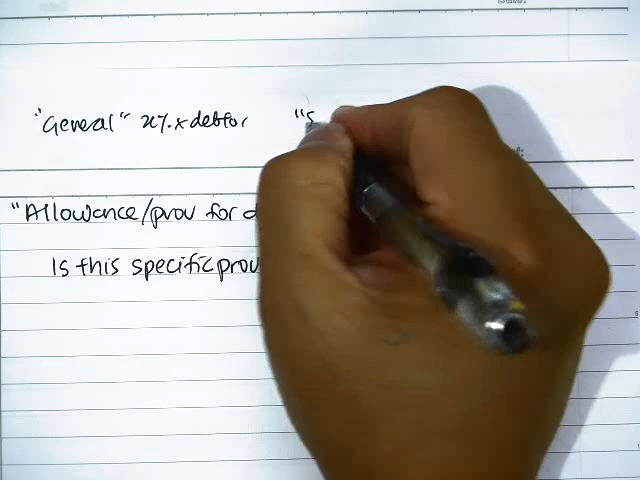 "General" x%.x debtor "s
"Allowance/prov for d
Is this specific prov